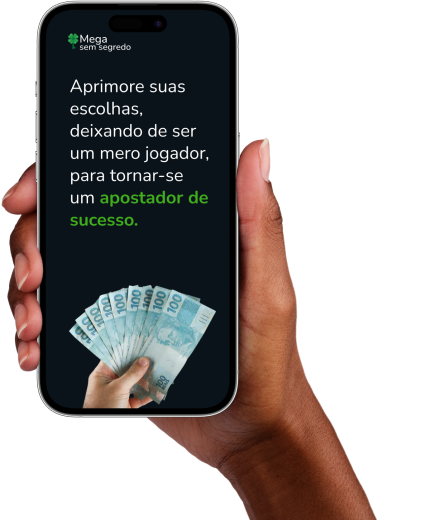 Mega
sem segredo
Aprimore suas
escolhas,
deixando de ser
um mero jogador,
para tornar-se
um apostador de
sucesso.
100
100
100
100
100
100
100
100